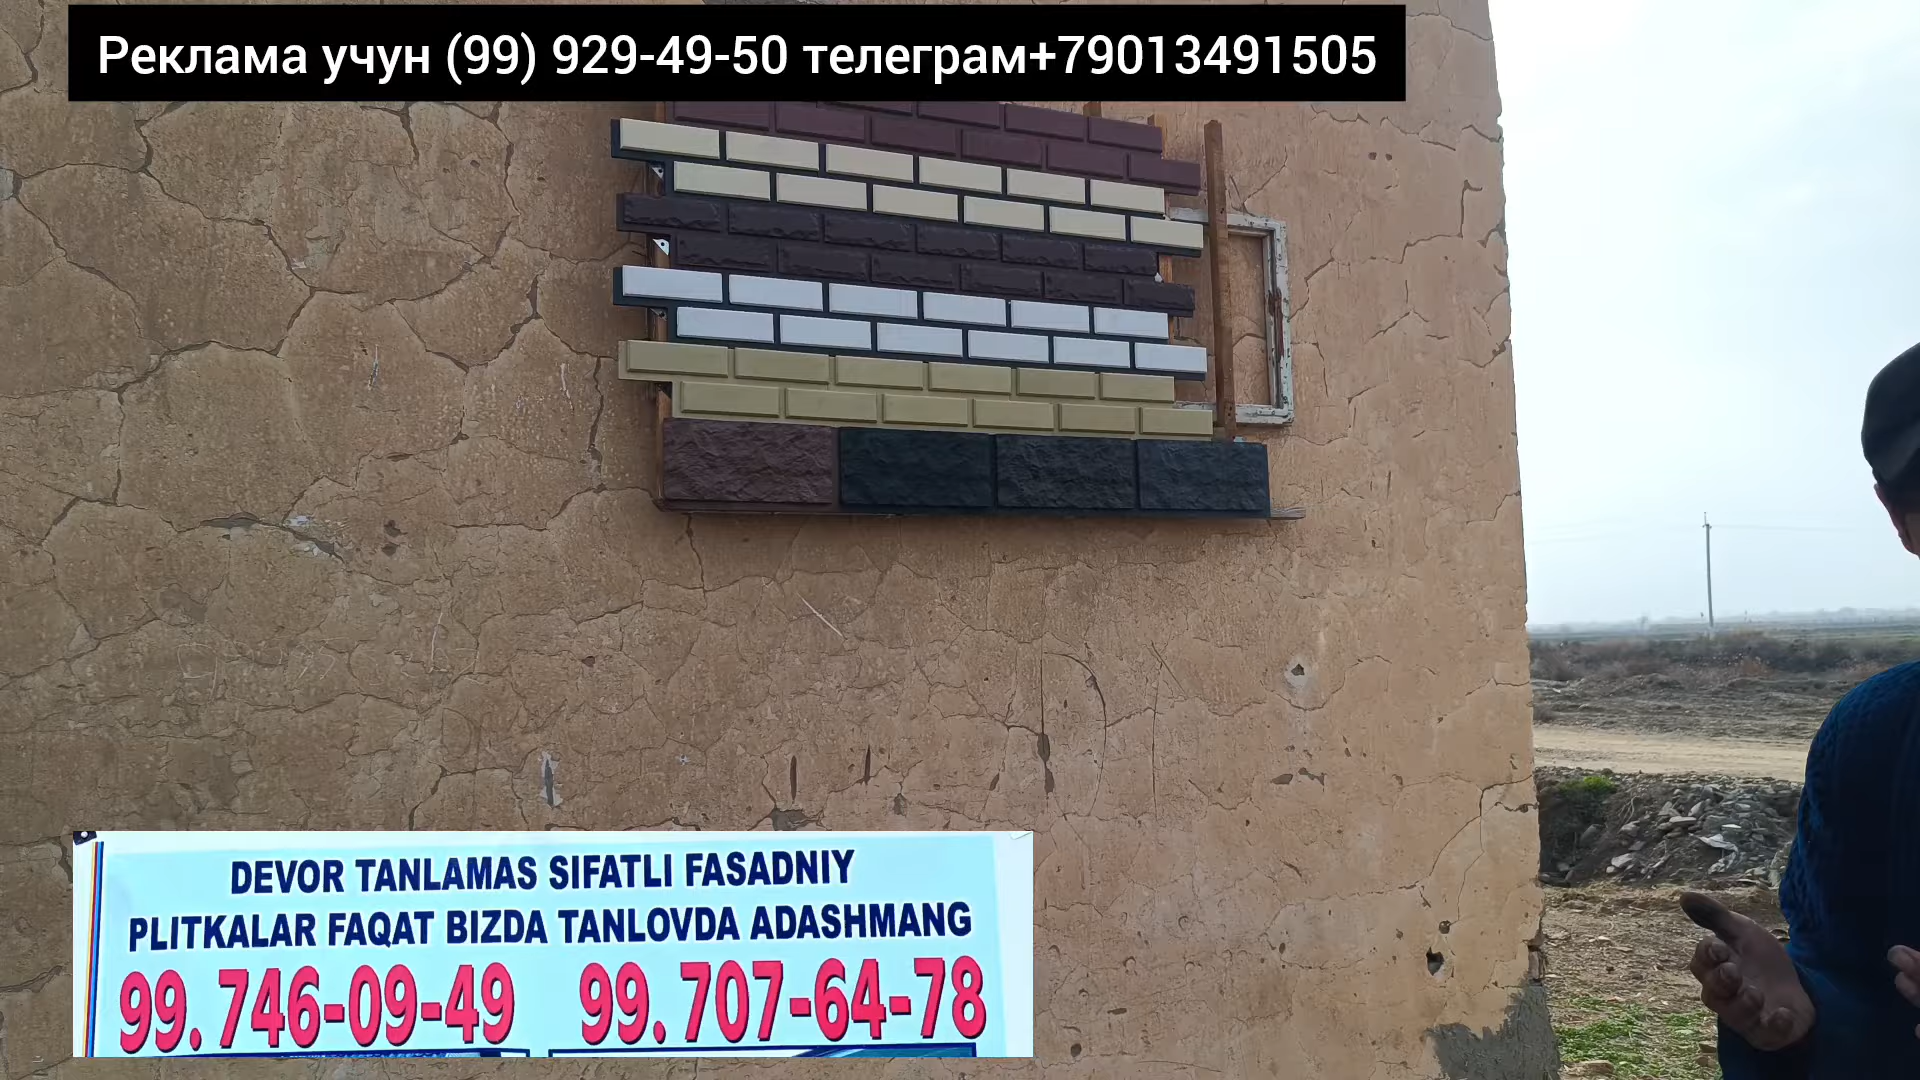 Реклама учун (99) 929-49-50 телеграм+79013491505
DEVOR TANLAMAS SIFATLI FASADNIY
PLITKALAR FAQAT BIZDA TANLOVDA ADASHMANG
99.746-09-49 99.707-64-78